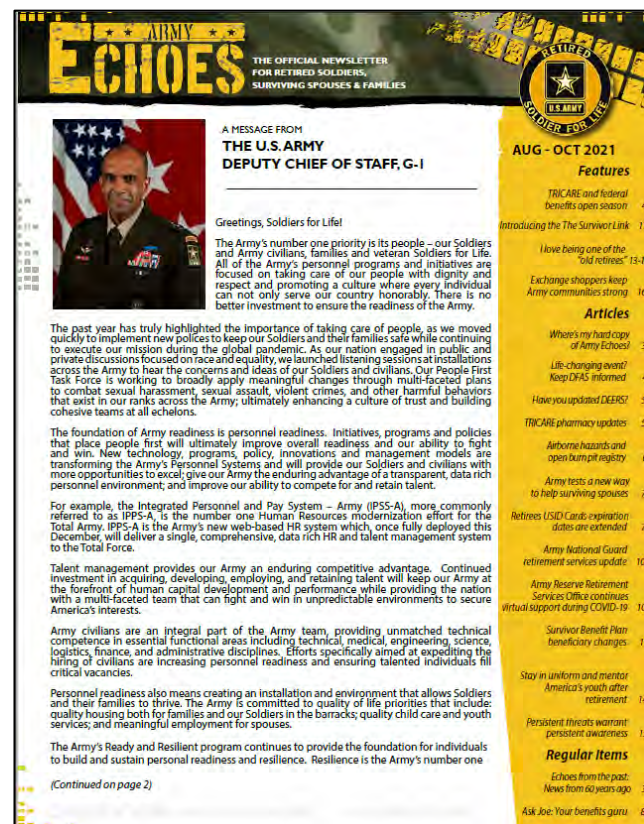 ARMY
ECHOES
THE OFFICIAL NEWSLETTER
FOR RETIRED SOLDIERS,
SURVIVING SPOUSES & FAMILIES
RETIRED
U.S.ARMY
SOLDIER FOR LIFE
A MESSAGE FROM
THE U.S. ARMY
DEPUTY CHIEF OF STAFF, G-1
Greetings, Soldiers for Life!
The Army's number one priority is its people – our Soldiers
and Army civilians, families and veteran Soldiers for Life.
All of the Army's personnel programs and initiatives are
focused on taking care of our people with dignity and
respect and promoting a culture where every individual
can not only serve our country honorably. There is no
better investment to ensure the readiness of the Army.
The past year has truly highlighted the importance of taking care of people, as we moved
quickly to implement new polices to keep our Soldiers and their families safe while continuing
to execute our mission during the global pandemic. As our nation engaged in public and
private discussions focused on race and equality, we launched listening sessions at installations
across the Army to hear the concerns and ideas of our Soldiers and civilians. Our People First
Task Force is working to broadly apply meaningful changes through multi-faceted plans
to combat sexual harassment, sexual assault, violent crimes, and other harmful behaviors
that exist in our ranks across the Army; ultimately enhancing a culture of trust and building
cohesive teams at all echelons.
The foundation of Army readiness is personnel readiness. Initiatives, programs and policies
that place people first will ultimately improve overall readiness and our ability to fight
and win. New technology, programs, policy, innovations and management models are
transforming the Army's Personnel Systems and will provide our Soldiers and civilians with
more opportunities to excel; give our Army the enduring advantage of a transparent, data rich
personnel environment; and improve our ability to compete for and retain talent.
For example, the Integrated Personnel and Pay System – Army (IPSS-A), more commonly
referred to as IPPS-A, is the number one Human Resources modernization effort for the
Total Army. IPPS-A is the Army's new web-based HR system which, once fully deployed this
December, will deliver a single, comprehensive, data rich HR and talent management system
to the Total Force.
Talent management provides our Army an enduring competitive advantage. Continued
investment in acquiring, developing, employing, and retaining talent will keep our Army at
the forefront of human capital development and performance while providing the nation
with a multi-faceted team that can fight and win in unpredictable environments to secure
America's interests.
Army civilians are an integral part of the Army team, providing unmatched technical
competence in essential functional areas including technical, medical, engineering, science,
logistics, finance, and administrative disciplines. Efforts specifically aimed at expediting the
hiring of civilians are increasing personnel readiness and ensuring talented individuals fill
critical vacancies.
Personnel readiness also means creating an installation and environment that allows Soldiers
and their families to thrive. The Army is committed to quality of life priorities that include:
quality housing both for families and our Soldiers in the barracks; quality child care and youth
services; and meaningful employment for spouses.
The Army's Ready and Resilient program continues to provide the foundation for individuals
to build and sustain personal readiness and resilience. Resilience is the Army's number one
(Continued on page 2)
AUG - OCT 2021
Features
TRICARE and federal
benefits open season
Introducing the The Survivor Link
I love being one of the
"old retirees"
Exchange shoppers keep
Army communities strong
Articles
Where's my hard copy
of Army Echoes?
Life-changing event?
Keep DFAS informed
Have you updated DEERS?
TRICARE pharmacy updates
Airborne hazards and
open burn pit registry
Army tests a new way
to help surviving spouses
Retirees USID Cards expiration
dates are extended
Army National Guard
retirement services update
Army Reserve Retirement
Services Office continues
virtual support during COVID-19
Survivor Benefit Plan
beneficiary changes
Stay in uniform and mentor
America's youth after
retirement
Persistent threats warrant
persistent awareness
Regular Items
Echoes from the past:
News from 60 years ago
Ask Joe: Your benefits guru